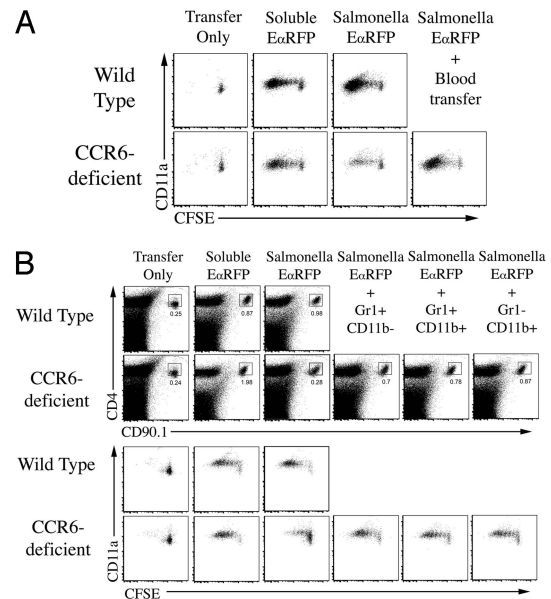 A
Transfer Only
Soluble EαRFP
Salmonella EαRFP
Salmonella EαRFP + Blood transfer
Wild Type
CCR6-deficient
CD11a
CFSE
B
Transfer Only
Soluble EαRFP
Salmonella EαRFP
Salmonella EαRFP + Gr1+ CD11b-
Salmonella EαRFP + Gr1+ CD11b+
Salmonella EαRFP + Gr1- CD11b+
Wild Type
0.25
0.87
0.98
CCR6-deficient
0.24
1.98
0.28
0.7
0.78
0.87
CD4
CD90.1
Wild Type
CCR6-deficient
CD11a
CFSE